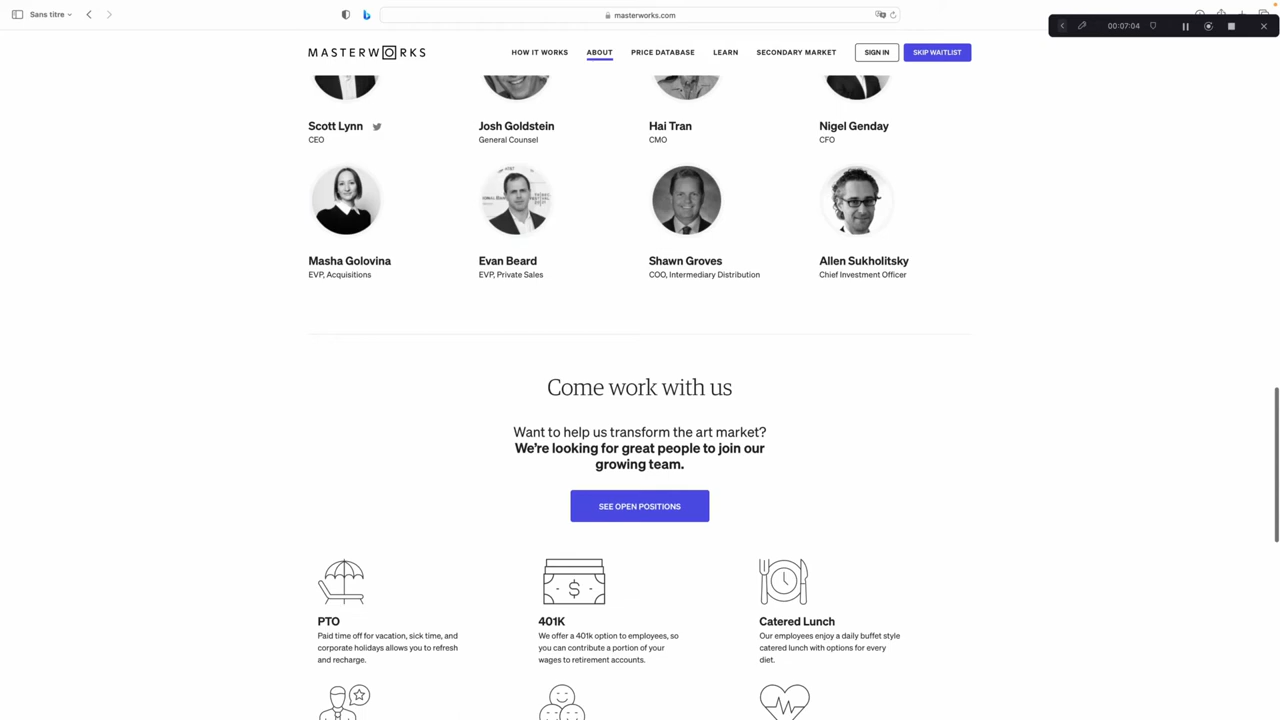 Sans titre
masterworks.com
00:07:04
MASTERWORKS
HOW IT WORKS
ABOUT
PRICE DATABASE
LEARN
SECONDARY MARKET
SIGN IN
SKIP WAITLIST
Scott Lynn
Josh Goldstein
Hai Tran
Nigel Genday
CEO
General Counsel
CMO
CFO
Masha Golovina
Evan Beard
Shawn Groves
Allen Sukholitsky
EVP, Acquisitions
EVP, Private Sales
COO, Intermediary Distribution
Chief Investment Officer
Come work with us
Want to help us transform the art market?
We’re looking for great people to join our
growing team.
SEE OPEN POSITIONS
PTO
Paid time off for vacation, sick time, and
corporate holidays allows you to refresh
and recharge.
401K
We offer a 401k option to employees, so
you can contribute a portion of your
wages to retirement accounts.
Catered Lunch
Our employees enjoy a daily buffet style
catered lunch with options for every
diet.